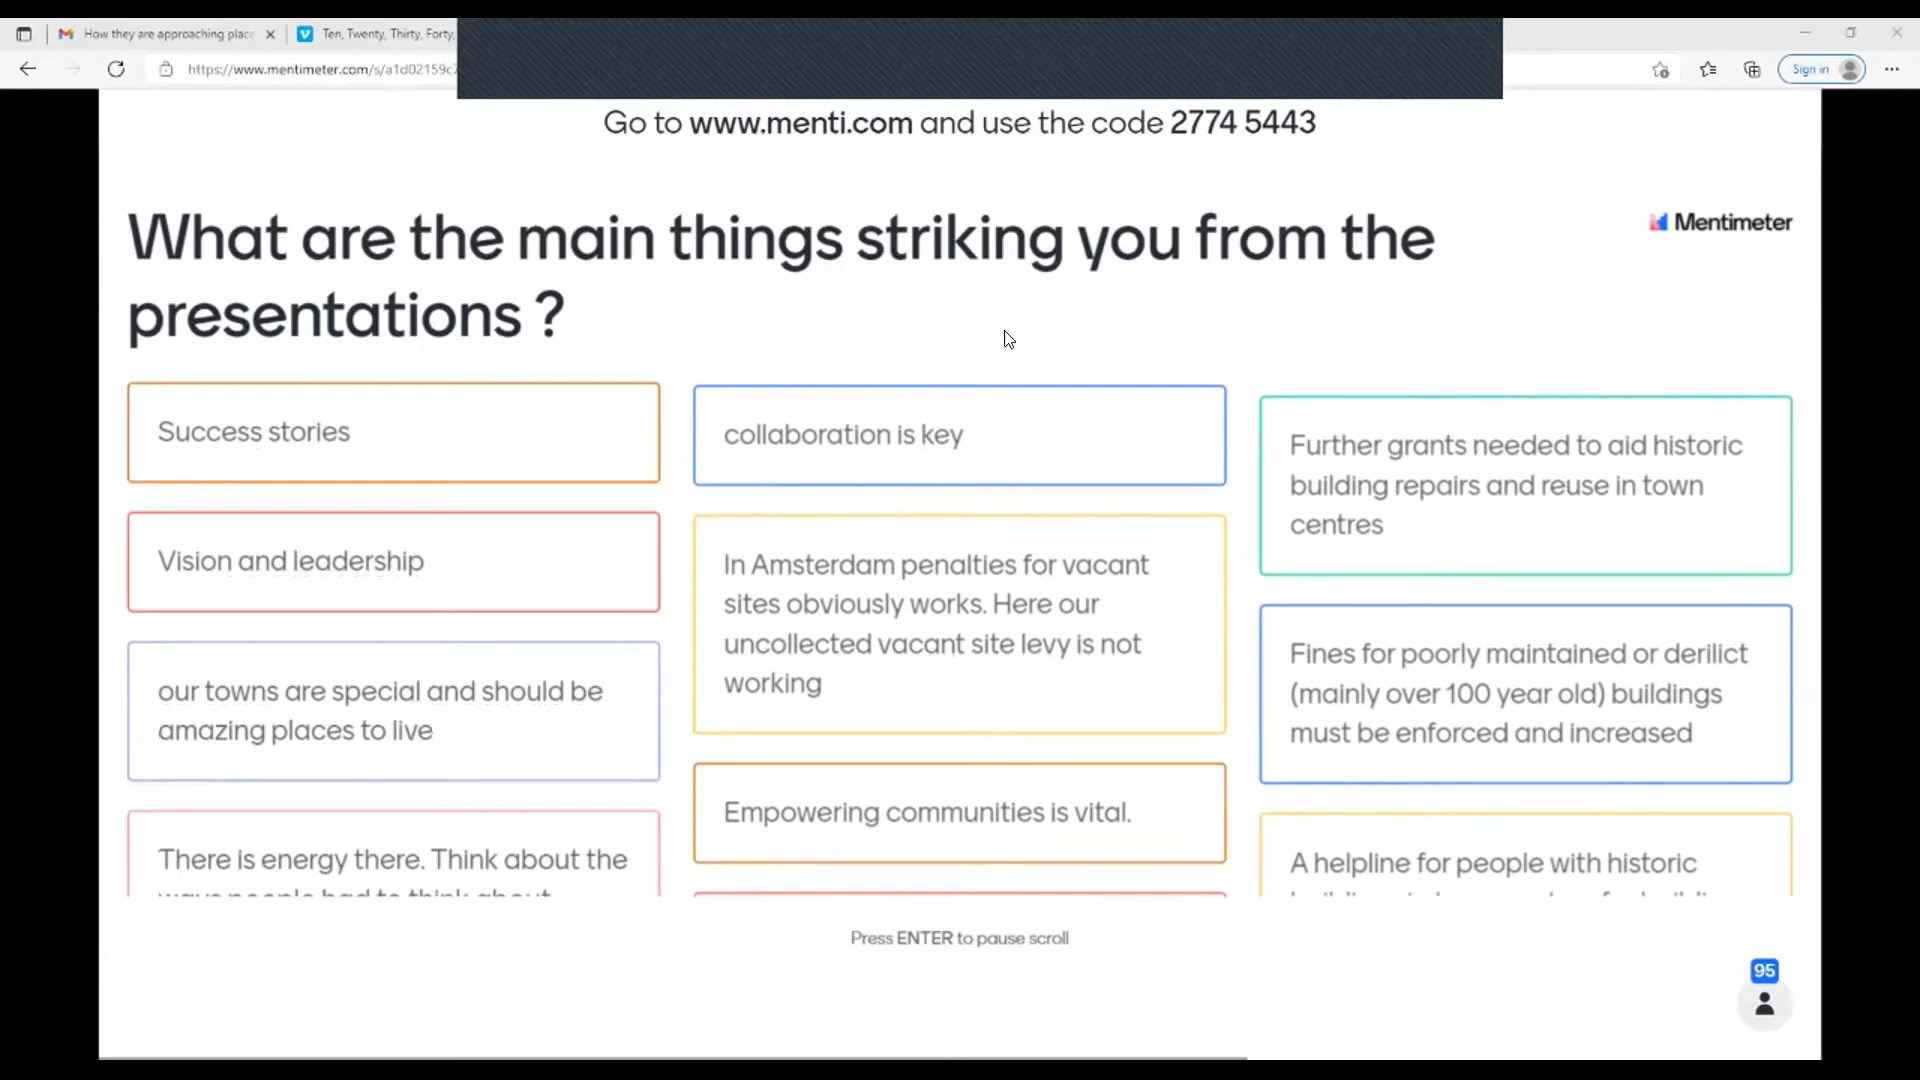 How they are approaching plac
Ten, Twenty, Thirty, Forty,
https://www.mentimeter.com/s/a1d02159c7
Sign in
Go to www.menti.com and use the code 2774 5443
What are the main things striking you from the
presentations ?
Mentimeter
Success stories
Vision and leadership
our towns are special and should be
amazing places to live
There is energy there. Think about the
collaboration is key
In Amsterdam penalties for vacant
sites obviously works. Here our
uncollected vacant site levy is not
working
Empowering communities is vital.
Further grants needed to aid historic
building repairs and reuse in town
centres
Fines for poorly maintained or derilict
(mainly over 100 year old) buildings
must be enforced and increased
A helpline for people with historic
Press ENTER to pause scroll
95